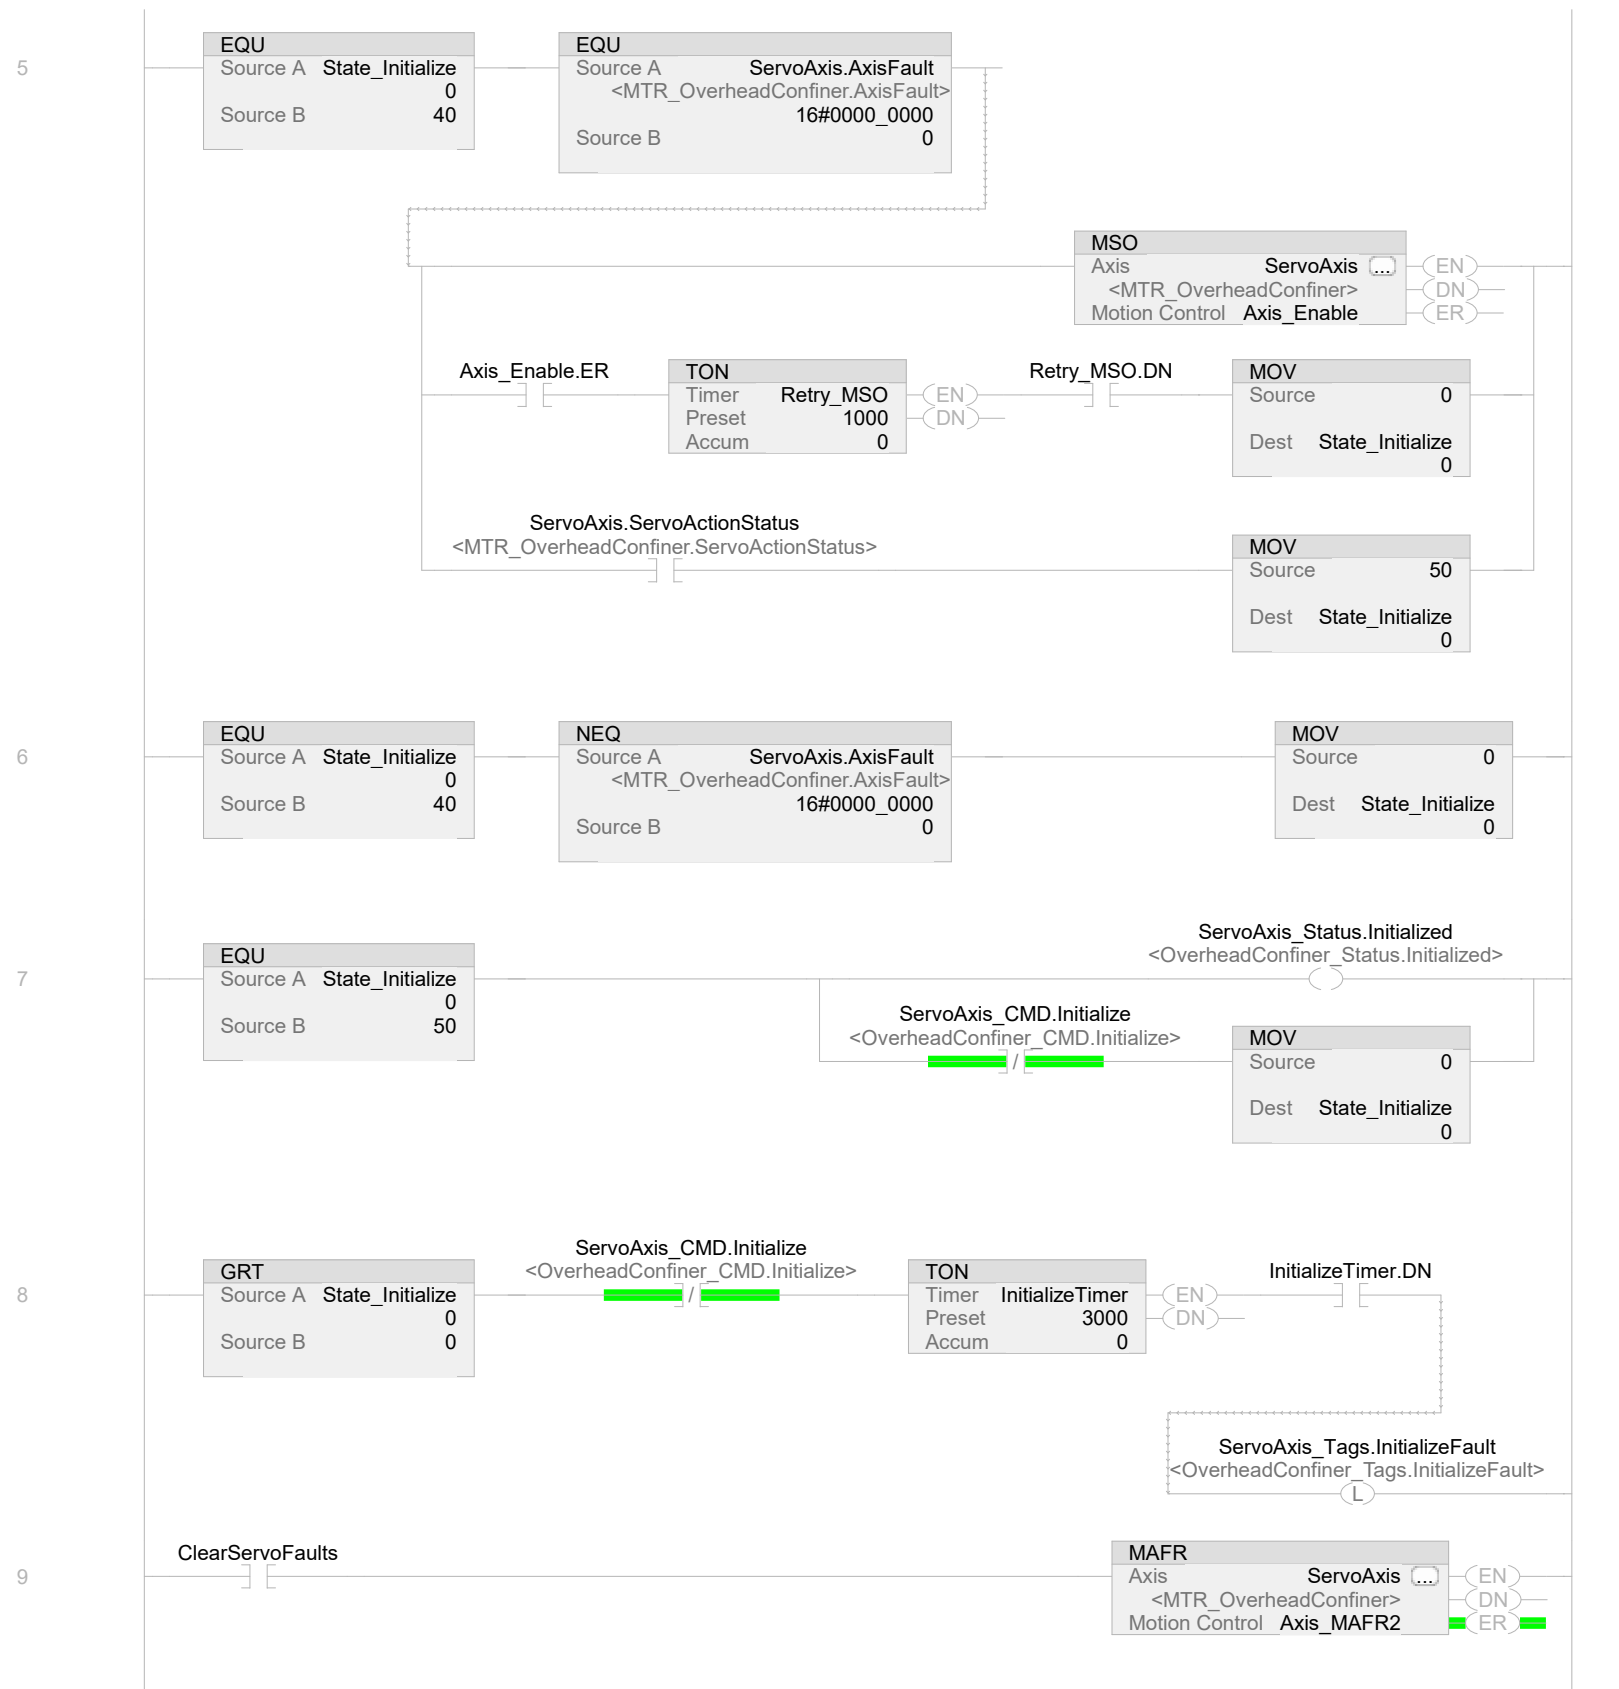 5
EQU
Source A State_Initialize
0
Source B 40
EQU
Source A ServoAxis.AxisFault
<MTR_OverheadConfiner.AxisFault>
16#0000_0000
Source B 0
MSO
Axis ServoAxis ...
<MTR_OverheadConfiner>
Motion Control Axis_Enable
EN
DN
ER
Axis_Enable.ER
TON
Timer Retry_MSO
Preset 1000
Accum 0
EN
DN
Retry_MSO.DN
MOV
Source 0
Dest State_Initialize
0
ServoAxis.ServoActionStatus
<MTR_OverheadConfiner.ServoActionStatus>
MOV
Source 50
Dest State_Initialize
0
6
EQU
Source A State_Initialize
0
Source B 40
NEQ
Source A ServoAxis.AxisFault
<MTR_OverheadConfiner.AxisFault>
16#0000_0000
Source B 0
MOV
Source 0
Dest State_Initialize
0
7
EQU
Source A State_Initialize
0
Source B 50
ServoAxis_Status.Initialized
<OverheadConfiner_Status.Initialized>
ServoAxis_CMD.Initialize
<OverheadConfiner_CMD.Initialize>
/
MOV
Source 0
Dest State_Initialize
0
8
GRT
Source A State_Initialize
0
Source B 0
ServoAxis_CMD.Initialize
<OverheadConfiner_CMD.Initialize>
/
TON
Timer InitializeTimer
Preset 3000
Accum 0
EN
DN
InitializeTimer.DN
ServoAxis_Tags.InitializeFault
<OverheadConfiner_Tags.InitializeFault>
L
9
ClearServoFaults
MAFR
Axis ServoAxis ...
<MTR_OverheadConfiner>
Motion Control Axis_MAFR2
EN
DN
ER